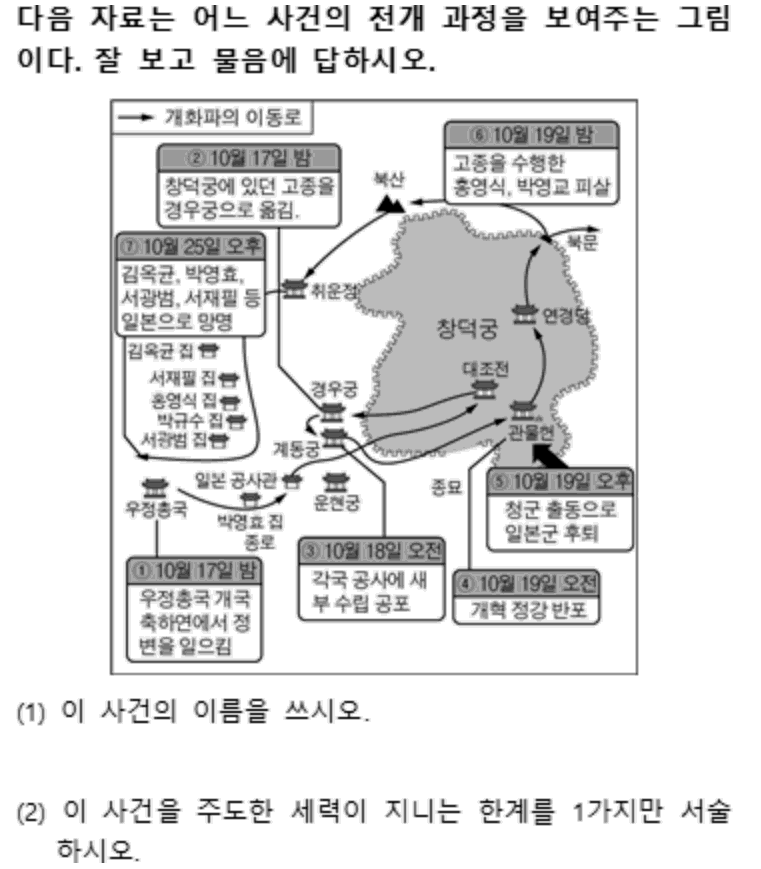 다음 자료는 어느 사건의 전개 과정을 보여주는 그림
이다. 잘 보고 물음에 답하시오.
→ 개화파의 이동로
② 10월 17일 밤
창덕궁에 있던 고종을
경우궁으로 옮김.
⑥ 10월 19일 밤
고종을 수행한
홍영식, 박영교 피살
북산
북문
⑦ 10월 25일 오후
김옥균, 박영효,
서광범, 서재필 등
일본으로 망명
취운정
연경당
창덕궁
김옥균 집
서재필 집
홍영식 집
박규수 집
서광범 집
대조전
경우궁
계동궁
관물헌
일본 공사관
우정총국
박영효 집
종로
운현궁
종묘
⑤ 10월 19일 오후
청군 출동으로
일본군 후퇴
① 10월 17일 밤
우정총국 개국
축하연에서 정
변을 일으킴
③ 10월 18일 오전
각국 공사에 새
부 수립 공포
④ 10월 19일 오전
개혁 정강 반포
(1) 이 사건의 이름을 쓰시오.
(2) 이 사건을 주도한 세력이 지니는 한계를 1가지만 서술
하시오.